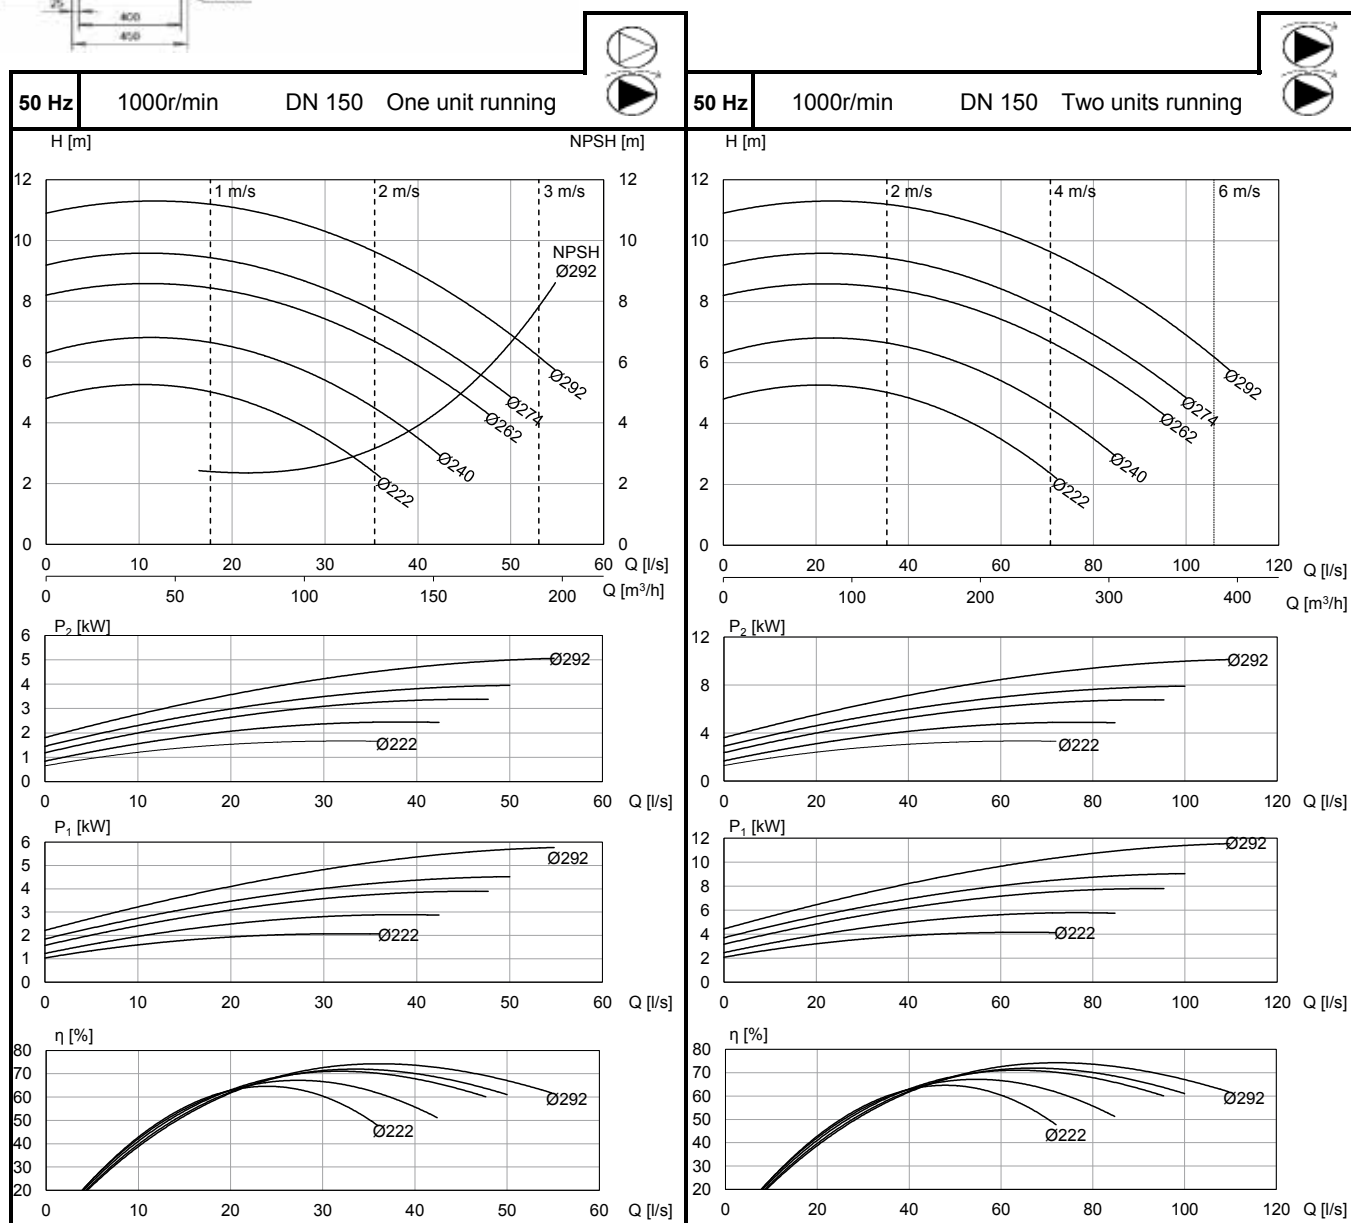 25
400
450
50 Hz 1000r/min DN 150 One unit running
H [m] NPSH [m]
1 m/s 2 m/s 3 m/s
12 10 8 6 4 2 0
12 10 8 6 4 2 0
NPSH
Ø292
Ø292
Ø274
Ø262
Ø240
Ø222
0 10 20 30 40 50 60 Q [l/s]
0 50 100 150 200 Q [m³/h]
P₂ [kW]
6 5 4 3 2 1 0
Ø292
Ø222
0 10 20 30 40 50 60 Q [l/s]
P₁ [kW]
6 5 4 3 2 1 0
Ø292
Ø222
0 10 20 30 40 50 60 Q [l/s]
η [%]
80 70 60 50 40 30 20
Ø292
Ø222
0 10 20 30 40 50 60 Q [l/s]
50 Hz 1000r/min DN 150 Two units running
H [m]
2 m/s 4 m/s 6 m/s
12 10 8 6 4 2 0
Ø292
Ø274
Ø262
Ø240
Ø222
0 20 40 60 80 100 120 Q [l/s]
0 100 200 300 400 Q [m³/h]
P₂ [kW]
12 8 4 0
Ø292
Ø222
0 20 40 60 80 100 120 Q [l/s]
P₁ [kW]
12 10 8 6 4 2 0
Ø292
Ø222
0 20 40 60 80 100 120 Q [l/s]
η [%]
80 70 60 50 40 30 20
Ø292
Ø222
0 20 40 60 80 100 120 Q [l/s]